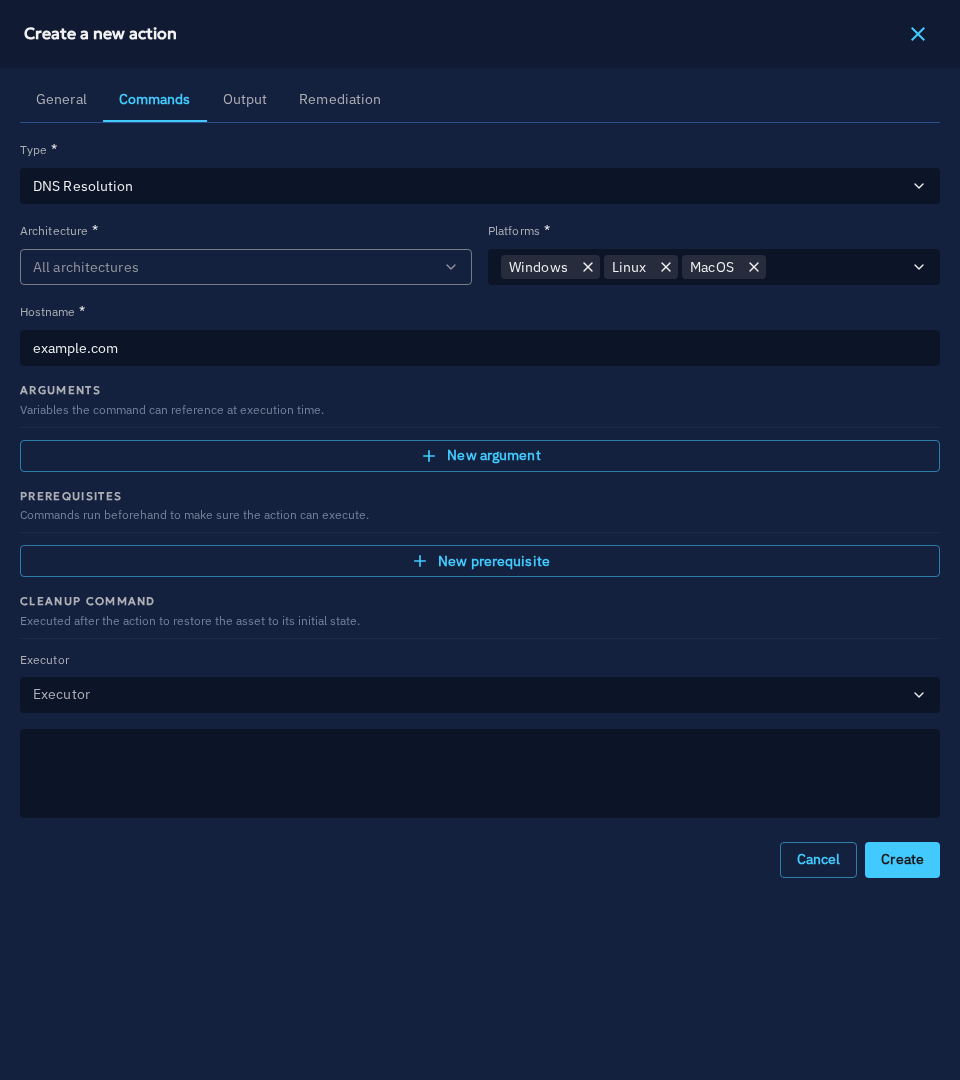 Create a new action
General Commands Output Remediation
Type *
DNS Resolution
Architecture * Platforms *
All architectures Windows Linux MacOS
Hostname *
example.com
ARGUMENTS
Variables the command can reference at execution time.
New argument
PREREQUISITES
Commands run beforehand to make sure the action can execute.
New prerequisite
CLEANUP COMMAND
Executed after the action to restore the asset to its initial state.
Executor
Executor
Cancel Create